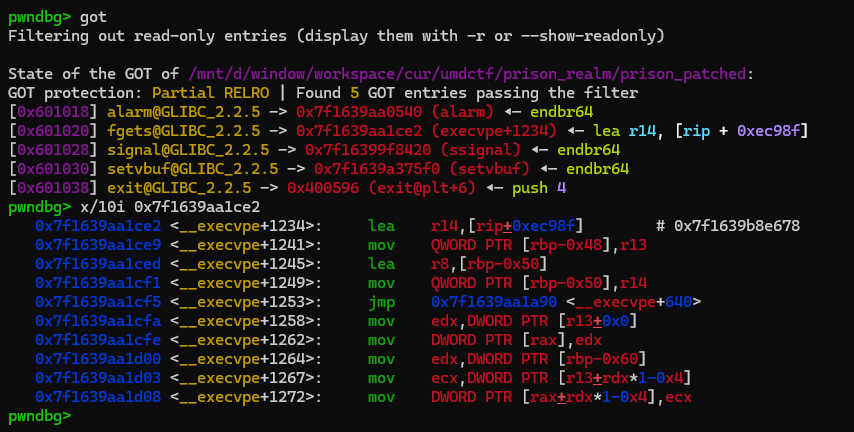 pwndbg> got
Filtering out read-only entries (display them with -r or --show-readonly)
State of the GOT of /mnt/d/window/workspace/cur/umdctf/prison_realm/prison_patched:
GOT protection: Partial RELRO | Found 5 GOT entries passing the filter
[0x601018] alarm@GLIBC_2.2.5 -> 0x7f1639aa0540 (alarm) ◂— endbr64
[0x601020] fgets@GLIBC_2.2.5 -> 0x7f1639aa1ce2 (execvpe+1234) ◂— lea r14, [rip + 0xec98f]
[0x601028] signal@GLIBC_2.2.5 -> 0x7f16399f8420 (ssignal) ◂— endbr64
[0x601030] setvbuf@GLIBC_2.2.5 -> 0x7f1639a375f0 (setvbuf) ◂— endbr64
[0x601038] exit@GLIBC_2.2.5 -> 0x400596 (exit@plt+6) ◂— push 4
pwndbg> x/10i 0x7f1639aa1ce2
0x7f1639aa1ce2 <__execvpe+1234>: lea r14,[rip+0xec98f] # 0x7f1639b8e678
0x7f1639aa1ce9 <__execvpe+1241>: mov QWORD PTR [rbp-0x48],r13
0x7f1639aa1ced <__execvpe+1245>: lea r8,[rbp-0x50]
0x7f1639aa1cf1 <__execvpe+1249>: mov QWORD PTR [rbp-0x50],r14
0x7f1639aa1cf5 <__execvpe+1253>: jmp 0x7f1639aa1a90 <__execvpe+640>
0x7f1639aa1cfa <__execvpe+1258>: mov edx,DWORD PTR [r13+0x0]
0x7f1639aa1cfe <__execvpe+1262>: mov DWORD PTR [rax],edx
0x7f1639aa1d00 <__execvpe+1264>: mov edx,DWORD PTR [rbp-0x60]
0x7f1639aa1d03 <__execvpe+1267>: mov ecx,DWORD PTR [r13+rdx*1-0x4]
0x7f1639aa1d08 <__execvpe+1272>: mov DWORD PTR [rax+rdx*1-0x4],ecx
pwndbg>